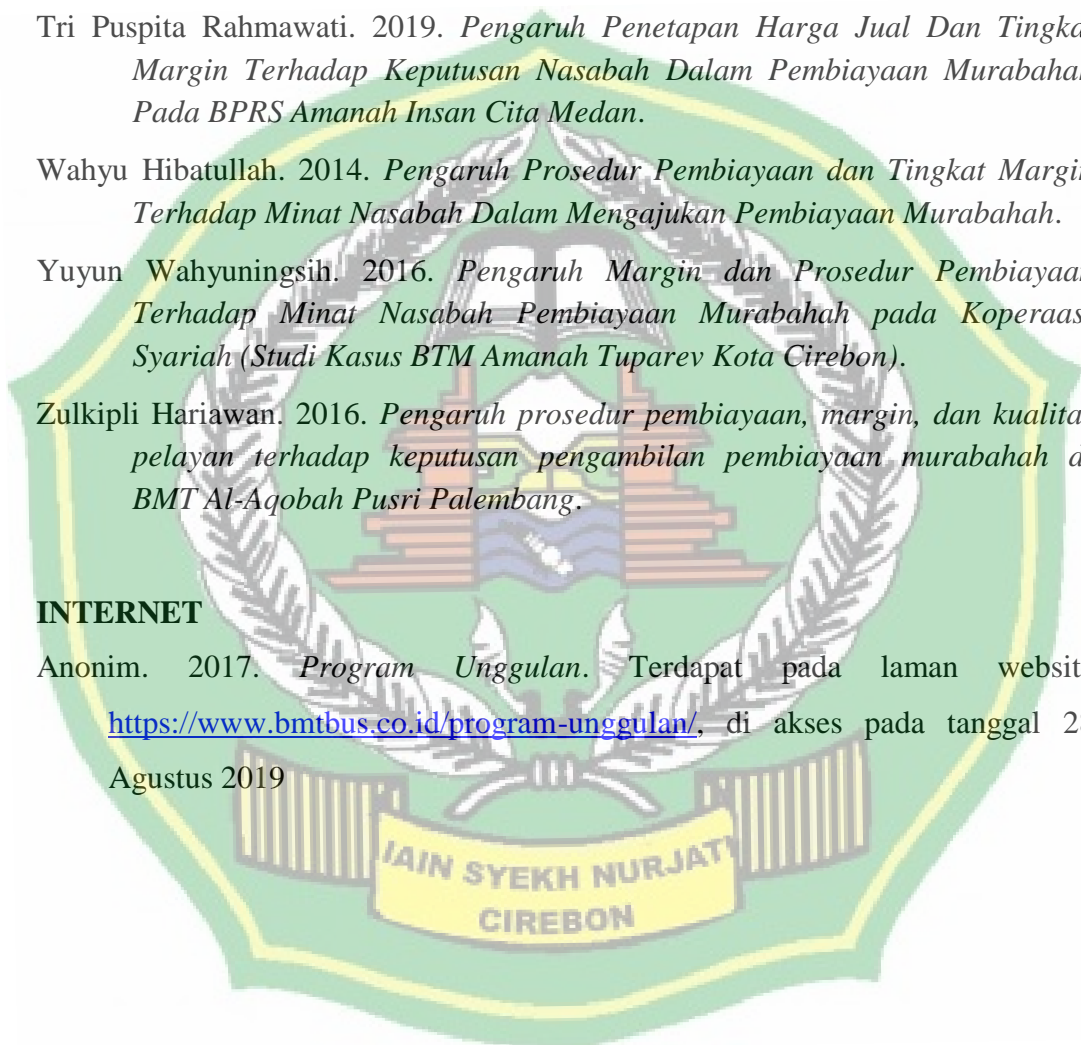 Tri Puspita Rahmawati. 2019. Pengaruh Penetapan Harga Jual Dan Tingka
Margin Terhadap Keputusan Nasabah Dalam Pembiayaan Murabahah
Pada BPRS Amanah Insan Cita Medan.
Wahyu Hibatullah. 2014. Pengaruh Prosedur Pembiayaan dan Tingkat Margin
Terhadap Minat Nasabah Dalam Mengajukan Pembiayaan Murabahah.
Yuyun Wahyuningsih. 2016. Pengaruh Margin dan Prosedur Pembiayaan
Terhadap Minat Nasabah Pembiayaan Murabahah pada Koperaas
Syariah (Studi Kasus BTM Amanah Tuparev Kota Cirebon).
Zulkipli Hariawan. 2016. Pengaruh prosedur pembiayaan, margin, dan kualita
pelayan terhadap keputusan pengambilan pembiayaan murabahah d
BMT Al-Aqobah Pusri Palembang.
INTERNET
Anonim. 2017. Program Unggulan. Terdapat pada laman websit
https://www.bmtbus.co.id/program-unggulan/, di akses pada tanggal 2
Agustus 2019
IAIN SYEKH NURJATI
CIREBON